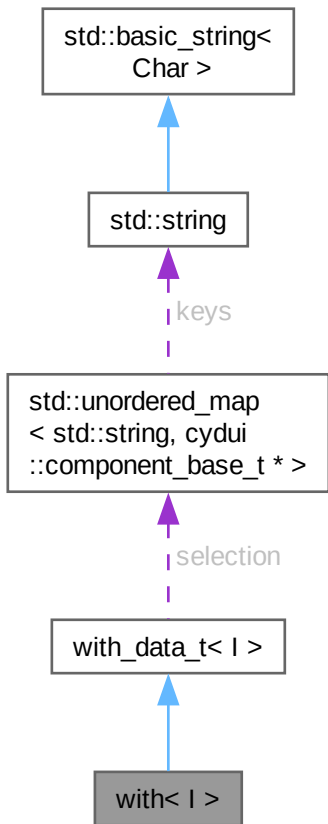 std::basic_string<
Char >
std::string
keys
std::unordered_map
< std::string, cydui
::component_base_t * >
selection
with_data_t< I >
with< I >